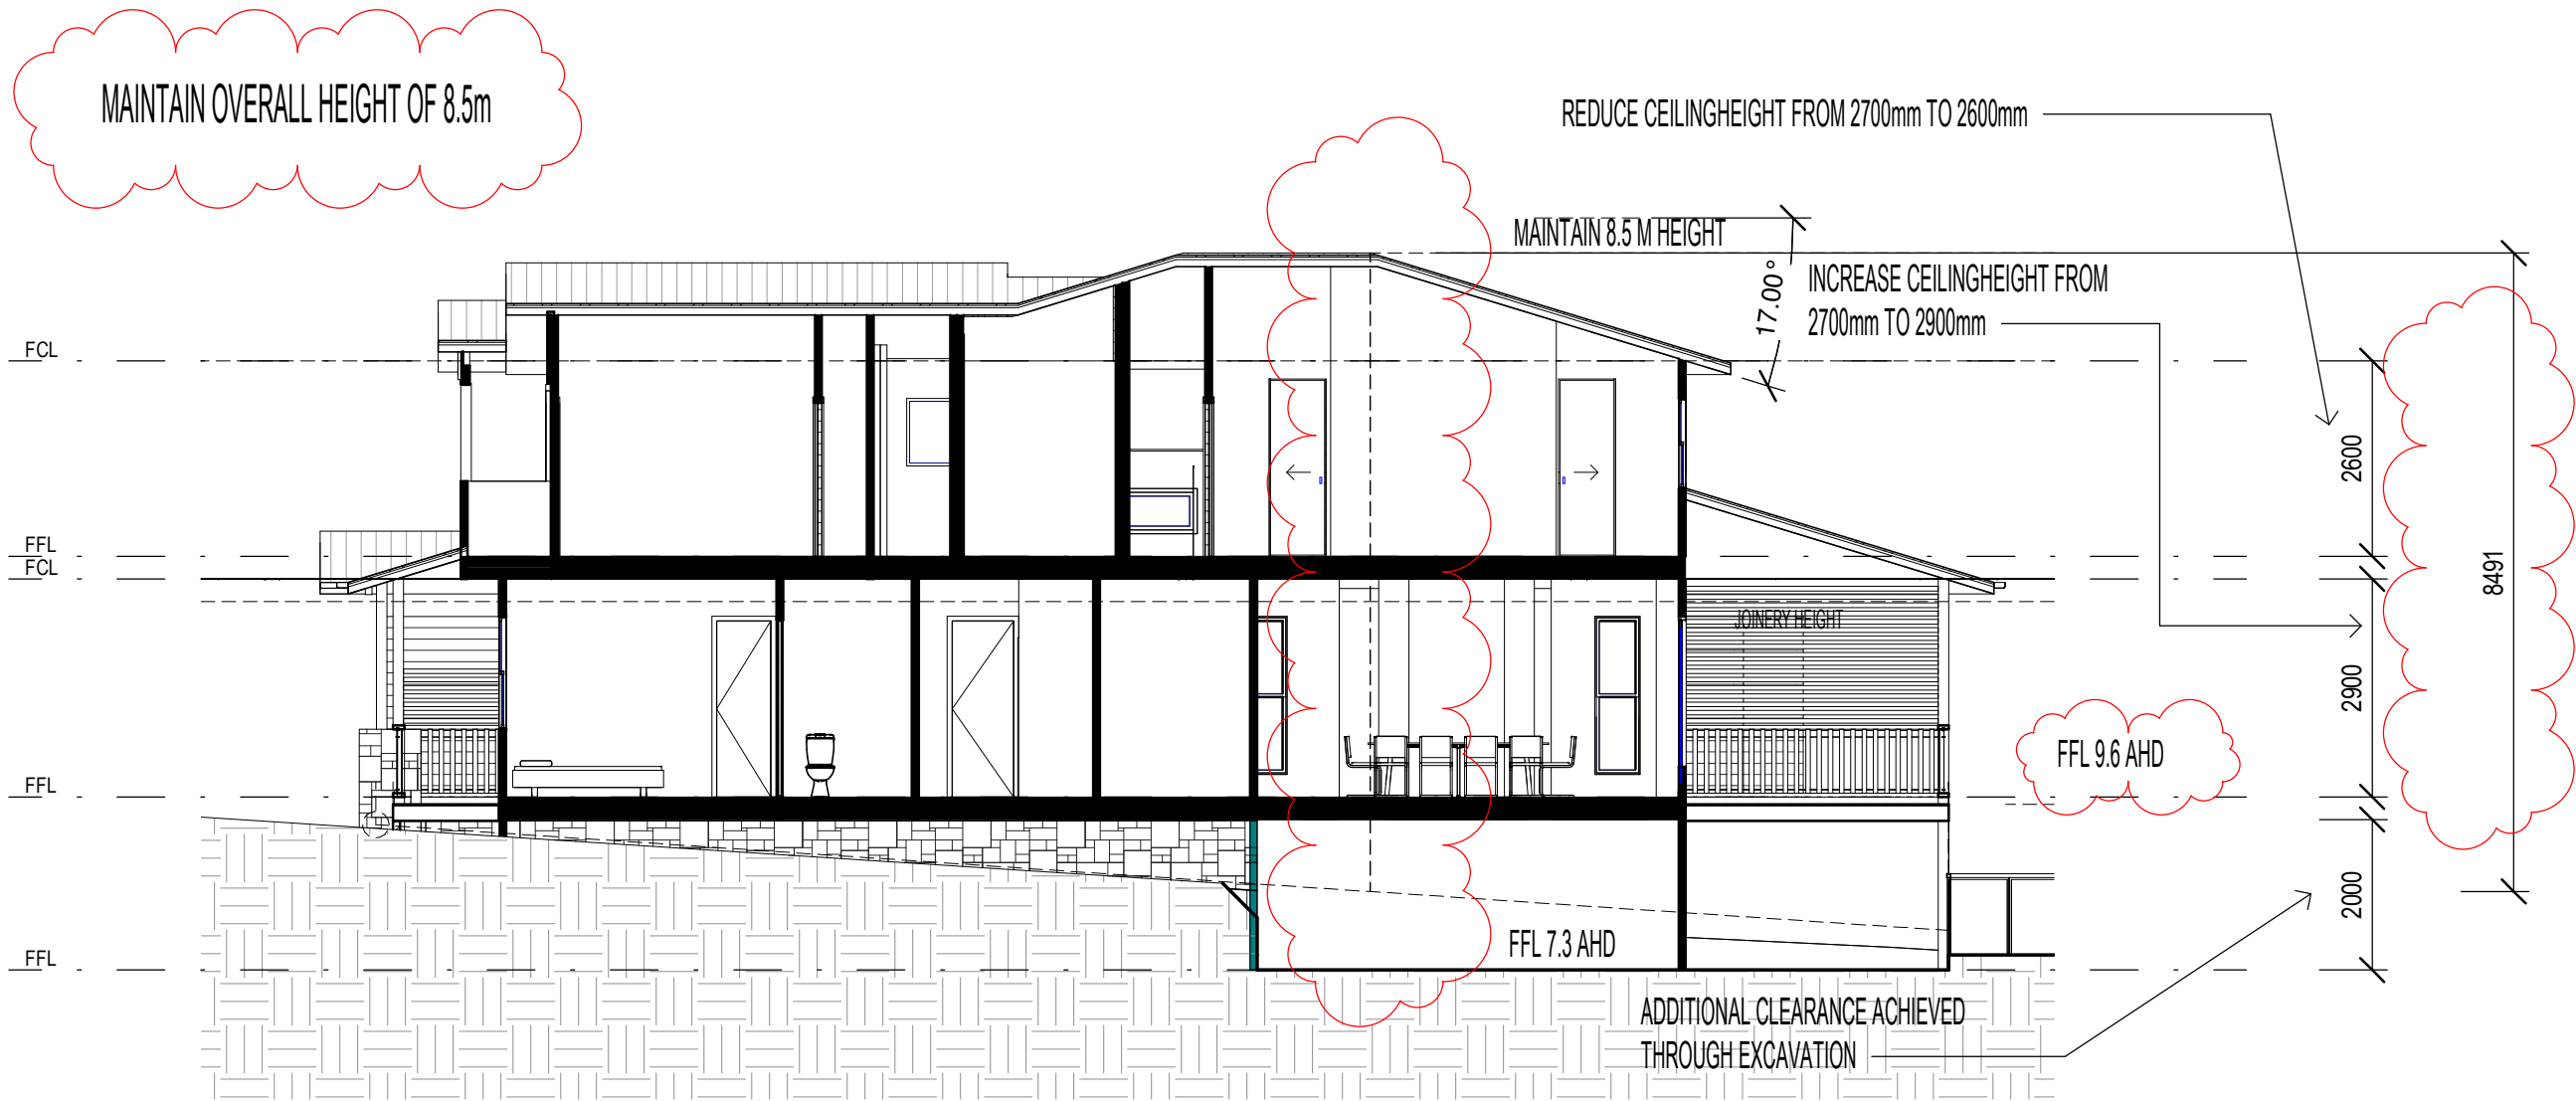 MAINTAIN OVERALL HEIGHT OF 8.5m
REDUCE CEILINGHEIGHT FROM 2700mm TO 2600mm
MAINTAIN 8.5 M HEIGHT
17.00°
INCREASE CEILINGHEIGHT FROM
2700mm TO 2900mm
FCL
2600
FFL
FCL
8491
JOINERY HEIGHT
2900
FFL 9.6 AHD
FFL
2000
FFL 7.3 AHD
FFL
ADDITIONAL CLEARANCE ACHIEVED
THROUGH EXCAVATION